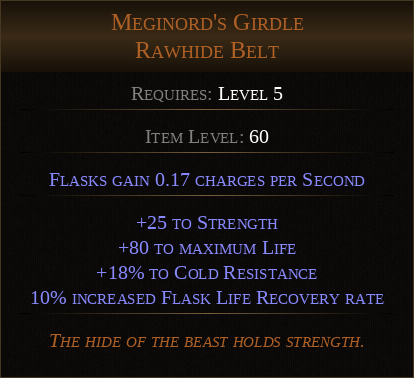 Meginord's Girdle
Rawhide Belt
Requires: Level 5
Item Level: 60
Flasks gain 0.17 charges per Second
+25 to Strength
+80 to maximum Life
+18% to Cold Resistance
10% increased Flask Life Recovery rate
The hide of the beast holds strength.